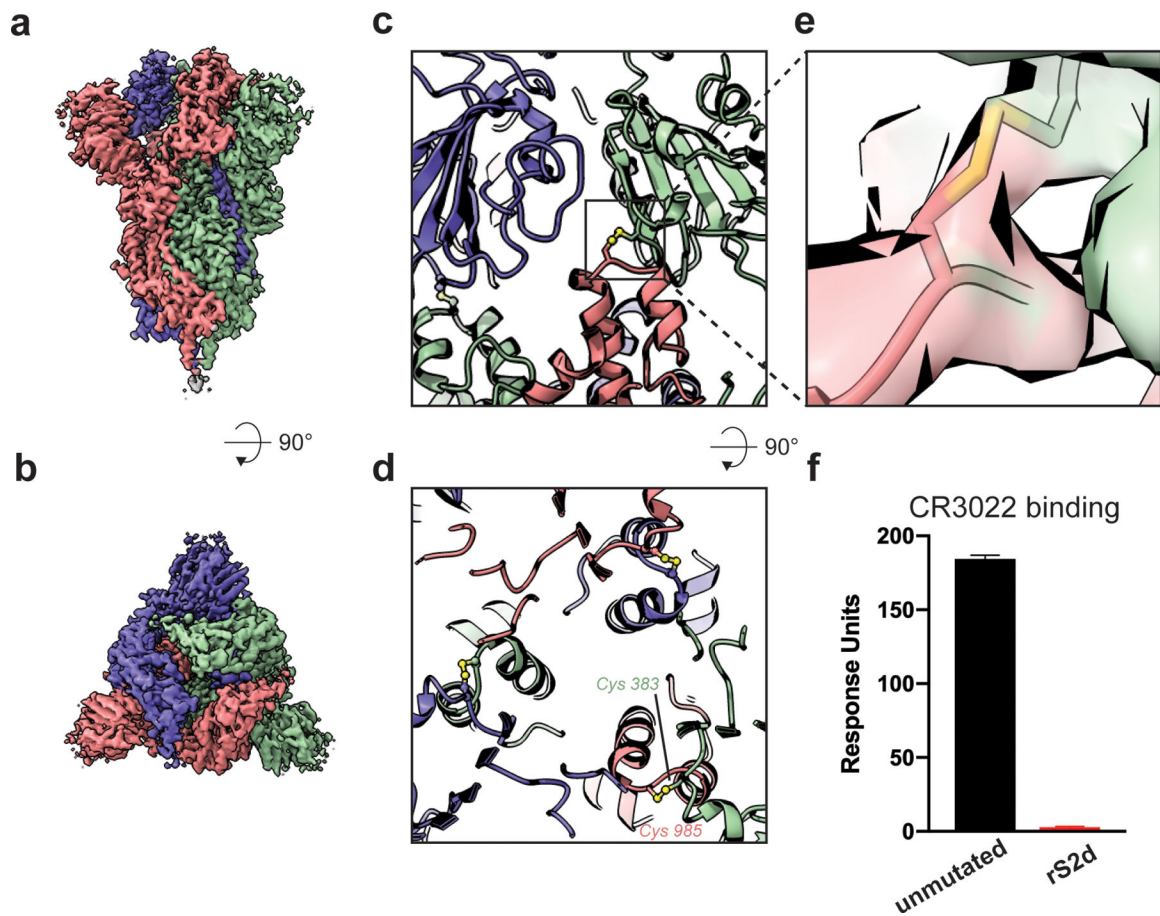 a
c
e
90°
90°
b
d
f
CR3022 binding
200
150
100
50
0
Response Units
Cys 383
Cys 985
unmutated
rS2d